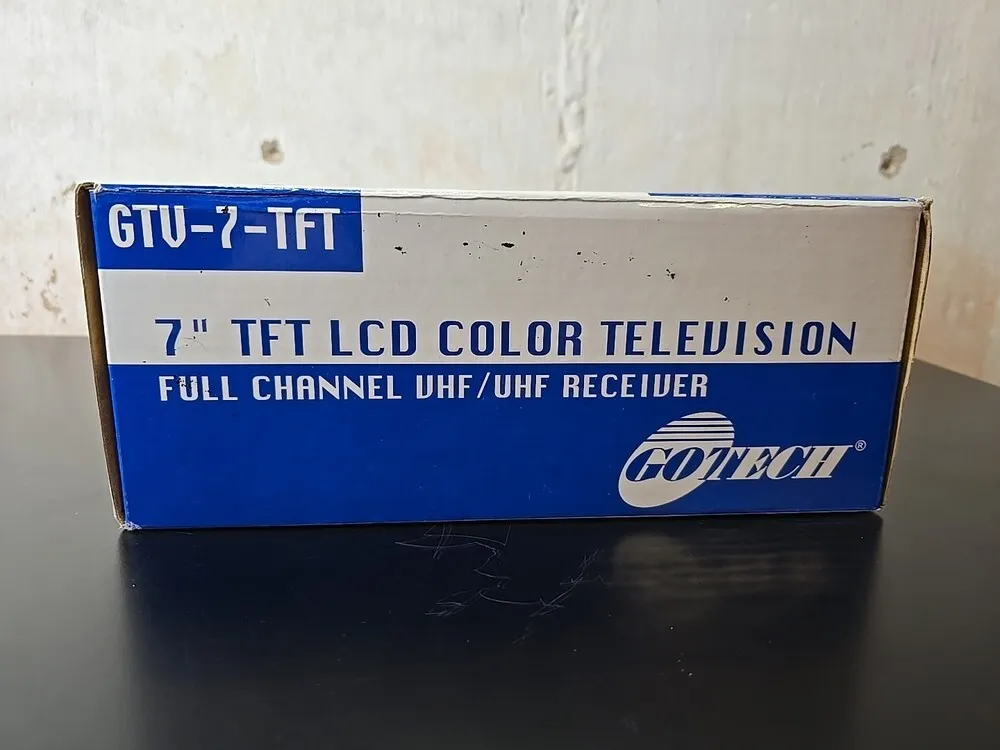 GTV-7-TFT
7" TFT LCD COLOR TELEVISION
FULL CHANNEL VHF/UHF RECEIVER
GOTECH®